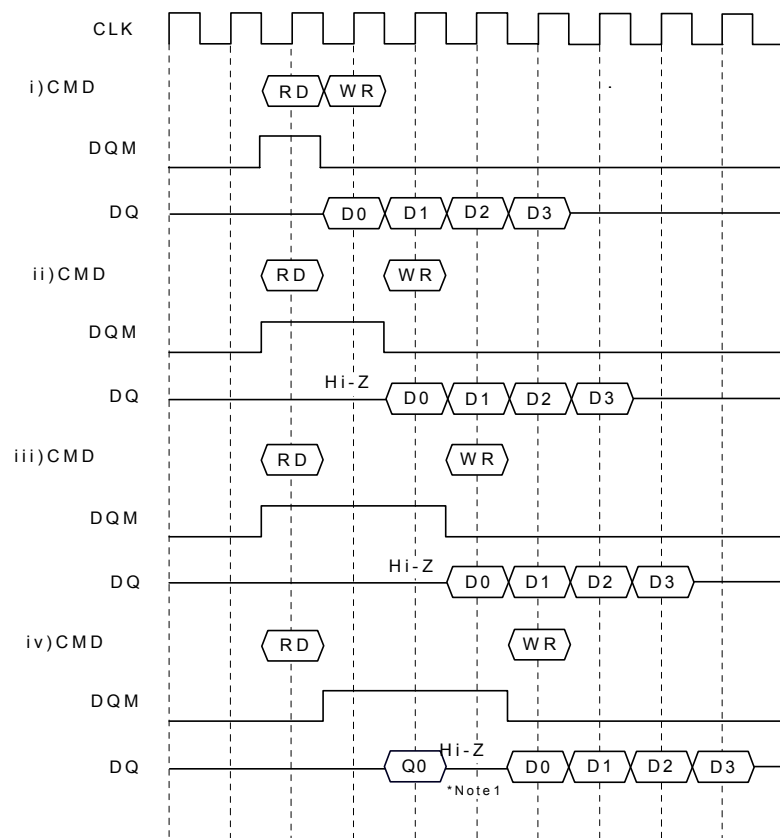 CLK
i)CMD RD WR
DQM
DQ D0 D1 D2 D3
ii)CMD RD WR
DQM
Hi-Z
DQ D0 D1 D2 D3
iii)CMD RD WR
DQM
Hi-Z
DQ D0 D1 D2 D3
iv)CMD RD WR
DQM
Hi-Z
DQ Q0 D0 D1 D2 D3
*Note1